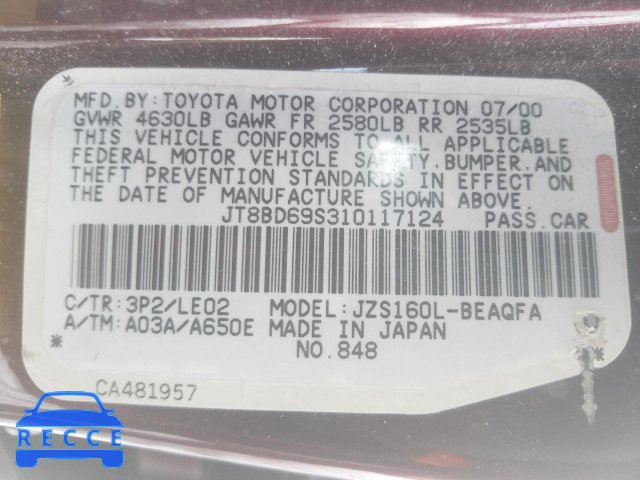 MFD. BY: TOYOTA MOTOR CORPORATION 07/00
GVWR 4630LB GAWR FR 2580LB RR 2535LB
THIS VEHICLE CONFORMS TO ALL APPLICABLE
FEDERAL MOTOR VEHICLE SAFETY, BUMPER, AND
THEFT PREVENTION STANDARDS IN EFFECT ON
THE DATE OF MANUFACTURE SHOWN ABOVE.
JT8BD69S310117124 PASS. CAR
C/TR: 3P2/LE02 MODEL: JZS160L-BEAQFA
A/TM: A03A/A650E MADE IN JAPAN
* NO. 848 *
CA481957
RECCE